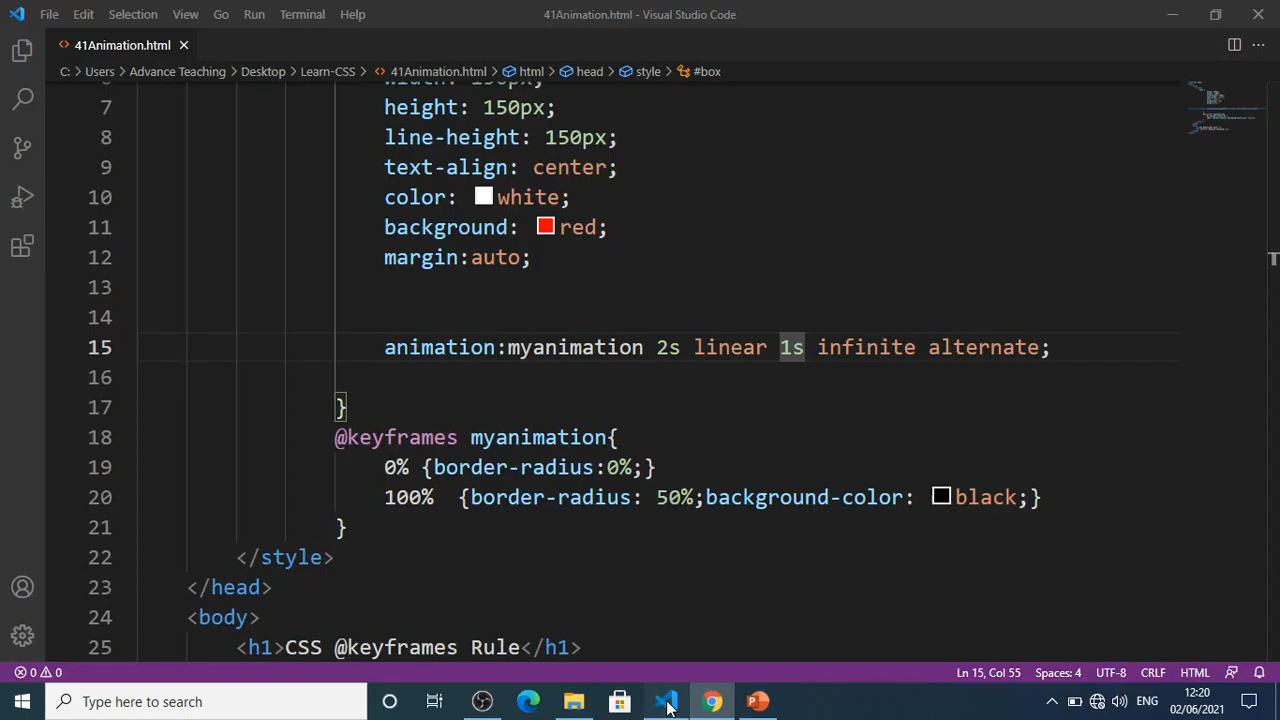 File Edit Selection View Go Run Terminal Help 41Animation.html - Visual Studio Code
41Animation.html
C: > Users > Advance Teaching > Desktop > Learn-CSS > 41Animation.html > html > head > style > #box
7 height: 150px;
8 line-height: 150px;
9 text-align: center;
10 color: white;
11 background: red;
12 margin:auto;
13
14
15 animation:myanimation 2s linear 1s infinite alternate;
16
17 }
18 @keyframes myanimation{
19 0% {border-radius:0%;}
20 100% {border-radius: 50%;background-color: black;}
21 }
22 </style>
23 </head>
24 <body>
25 <h1>CSS @keyframes Rule</h1>
0 0 Ln 15, Col 55 Spaces: 4 UTF-8 CRLF HTML
Type here to search
12:20
02/06/2021